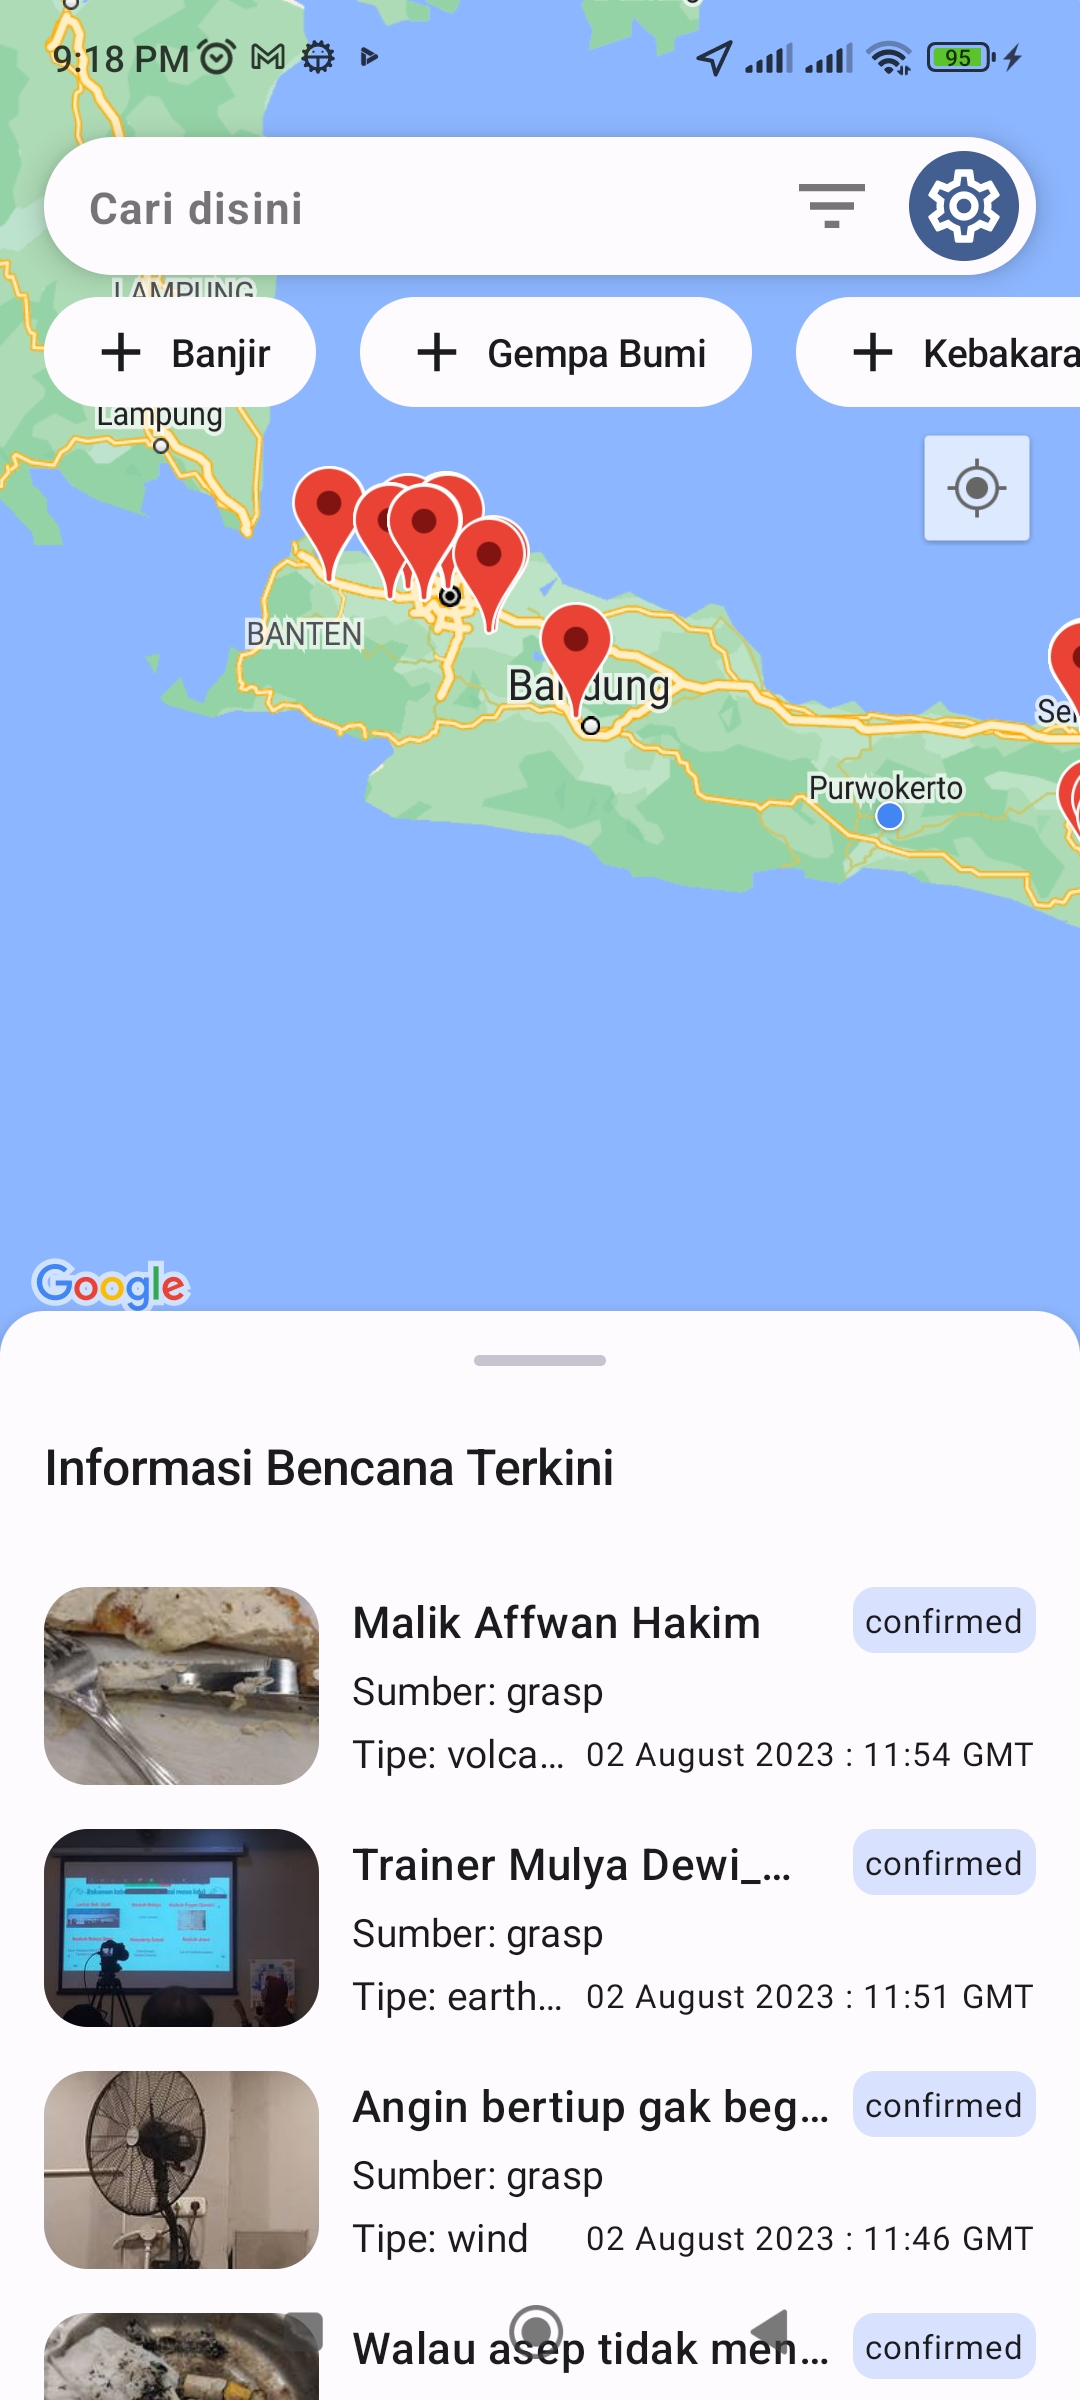 9:18 PM
95
Cari disini
LAMPUNG
Banjir
Gempa Bumi
Kebakara
Lampung
BANTEN
Bandung
Purwokerto
Google
Informasi Bencana Terkini
Malik Affwan Hakim
confirmed
Sumber: grasp
Tipe: volca... 02 August 2023 : 11:54 GMT
Trainer Mulya Dewi_...
confirmed
Sumber: grasp
Tipe: earth... 02 August 2023 : 11:51 GMT
Angin bertiup gak beg...
confirmed
Sumber: grasp
Tipe: wind 02 August 2023 : 11:46 GMT
Walau asep tidak men...
confirmed